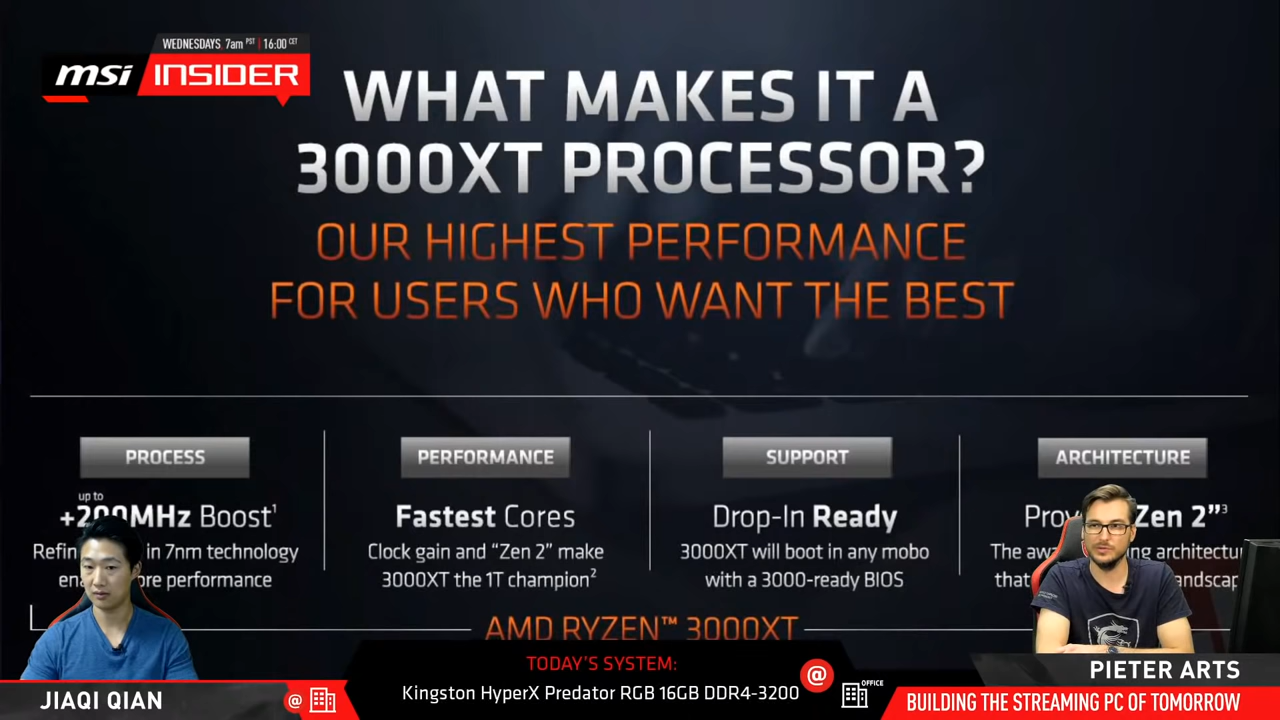 WEDNESDAYS 7am PST | 16:00 CET
msi INSIDER
WHAT MAKES IT A
3000XT PROCESSOR?
OUR HIGHEST PERFORMANCE
FOR USERS WHO WANT THE BEST
PROCESS
up to
+200MHz Boost¹
in 7nm technology
performance
PERFORMANCE
Fastest Cores
Clock gain and “Zen 2” make
3000XT the 1T champion²
SUPPORT
Drop-In Ready
3000XT will boot in any mobo
with a 3000-ready BIOS
ARCHITECTURE
Zen 2”³
The
that
AMD RYZEN™ 3000XT
TODAY'S SYSTEM:
Kingston HyperX Predator RGB 16GB DDR4-3200
@
OFFICE
JIAQI QIAN
@
PIETER ARTS
BUILDING THE STREAMING PC OF TOMORROW